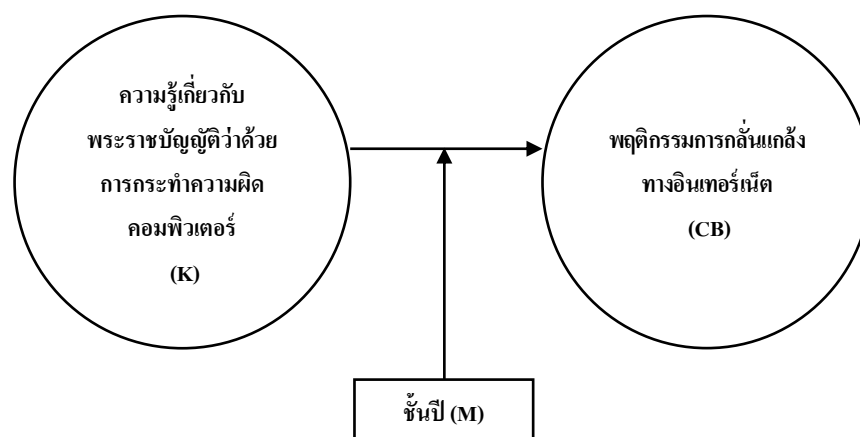 ความรู้เกี่ยวกับ
พระราชบัญญัติว่าด้วย
การกระทำความผิด
คอมพิวเตอร์
(K)
พฤติกรรมการกลั่นแกล้ง
ทางอินเทอร์เน็ต
(CB)
ชั้นปี (M)